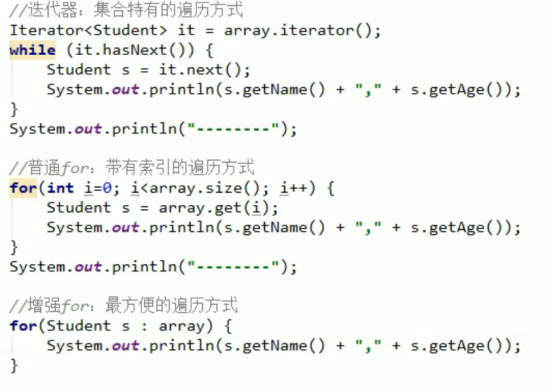 //迭代器：集合特有的遍历方式
Iterator<Student> it = array.iterator();
while (it.hasNext()) {
    Student s = it.next();
    System.out.println(s.getName() + "," + s.getAge());
}
System.out.println("--------");

//普通for：带有索引的遍历方式
for(int i=0; i<array.size(); i++) {
    Student s = array.get(i);
    System.out.println(s.getName() + "," + s.getAge());
}
System.out.println("--------");

//增强for：最方便的遍历方式
for(Student s : array) {
    System.out.println(s.getName() + "," + s.getAge());
}